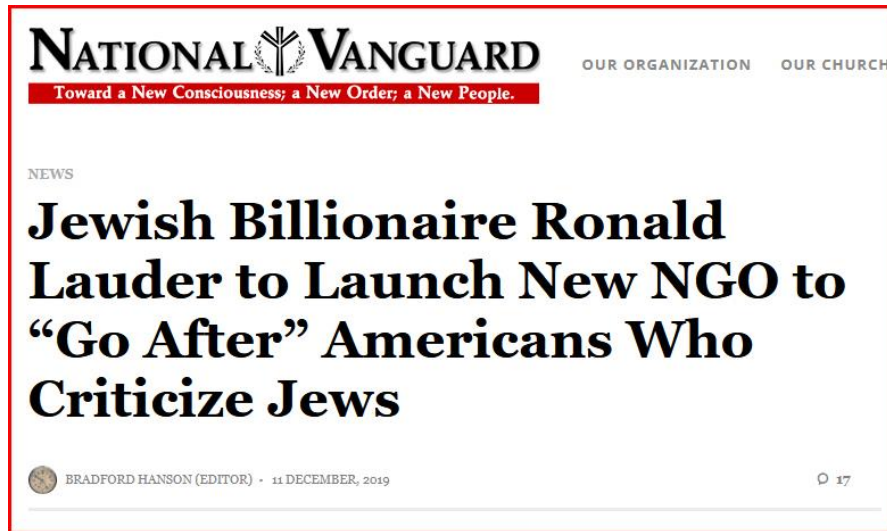 NATIONAL VANGUARD
Toward a New Consciousness; a New Order; a New People.
OUR ORGANIZATION OUR CHURCH
NEWS
Jewish Billionaire Ronald
Lauder to Launch New NGO to
“Go After” Americans Who
Criticize Jews
BRADFORD HANSON (EDITOR) • 11 DECEMBER, 2019 17